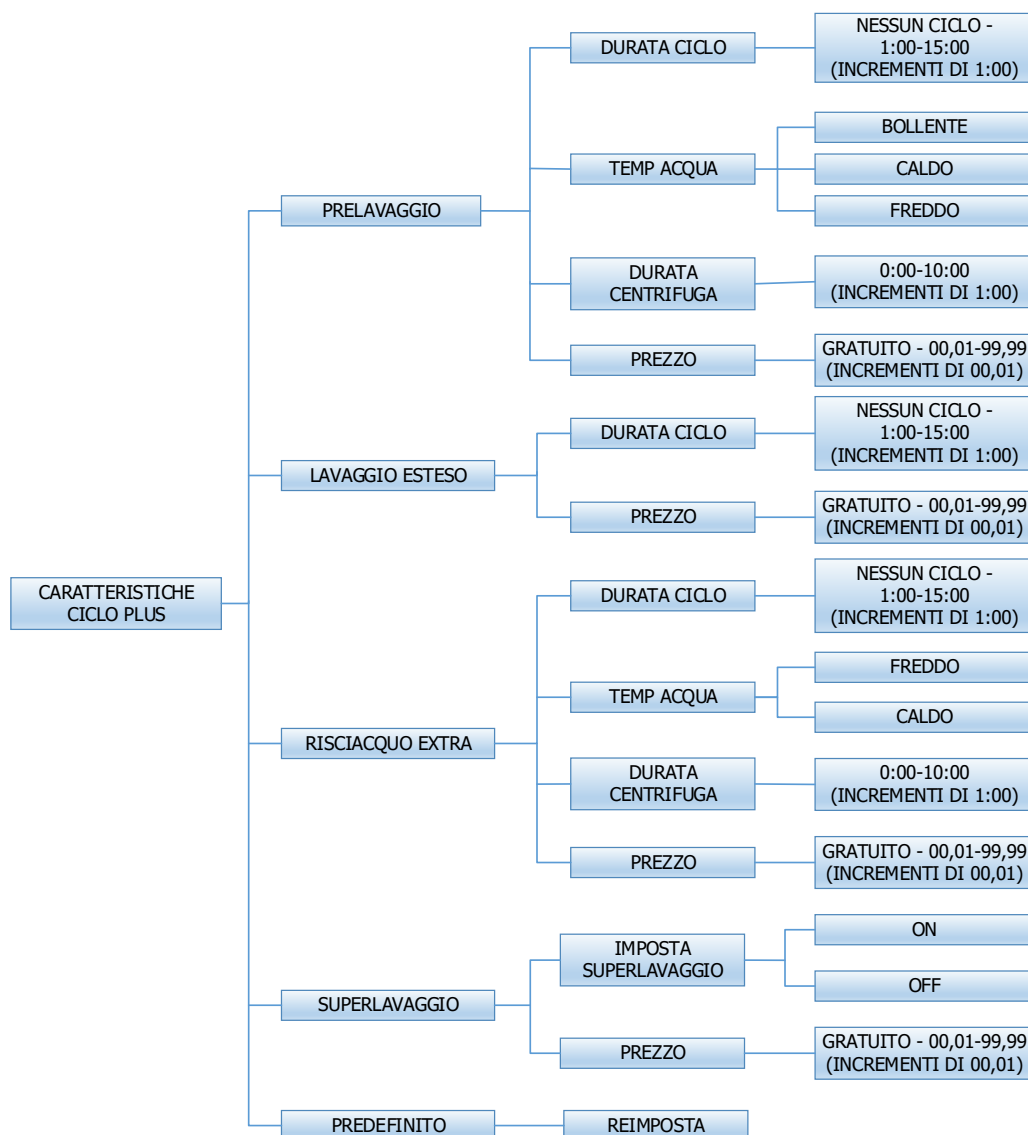 CARATTERISTICHE
CICLO PLUS
PRELAVAGGIO
DURATA CICLO
NESSUN CICLO -
1:00-15:00
(INCREMENTI DI 1:00)
TEMP ACQUA
BOLLENTE
CALDO
FREDDO
DURATA
CENTRIFUGA
0:00-10:00
(INCREMENTI DI 1:00)
PREZZO
GRATUITO - 00,01-99,99
(INCREMENTI DI 00,01)
LAVAGGIO ESTESO
DURATA CICLO
NESSUN CICLO -
1:00-15:00
(INCREMENTI DI 1:00)
PREZZO
GRATUITO - 00,01-99,99
(INCREMENTI DI 00,01)
RISCIACQUO EXTRA
DURATA CICLO
NESSUN CICLO -
1:00-15:00
(INCREMENTI DI 1:00)
TEMP ACQUA
FREDDO
CALDO
DURATA
CENTRIFUGA
0:00-10:00
(INCREMENTI DI 1:00)
PREZZO
GRATUITO - 00,01-99,99
(INCREMENTI DI 00,01)
SUPERLAVAGGIO
IMPOSTA
SUPERLAVAGGIO
ON
OFF
PREZZO
GRATUITO - 00,01-99,99
(INCREMENTI DI 00,01)
PREDEFINITO
REIMPOSTA